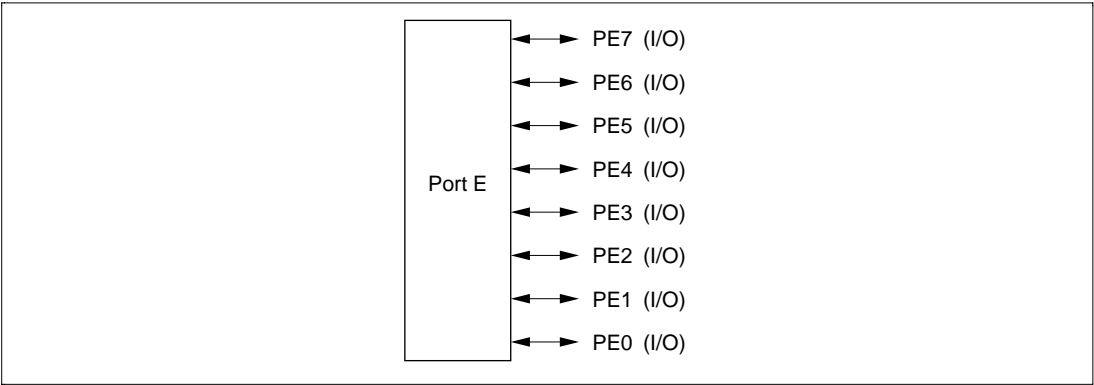 PE7 (I/O)
PE6 (I/O)
PE5 (I/O)
PE4 (I/O)
Port E
PE3 (I/O)
PE2 (I/O)
PE1 (I/O)
PE0 (I/O)